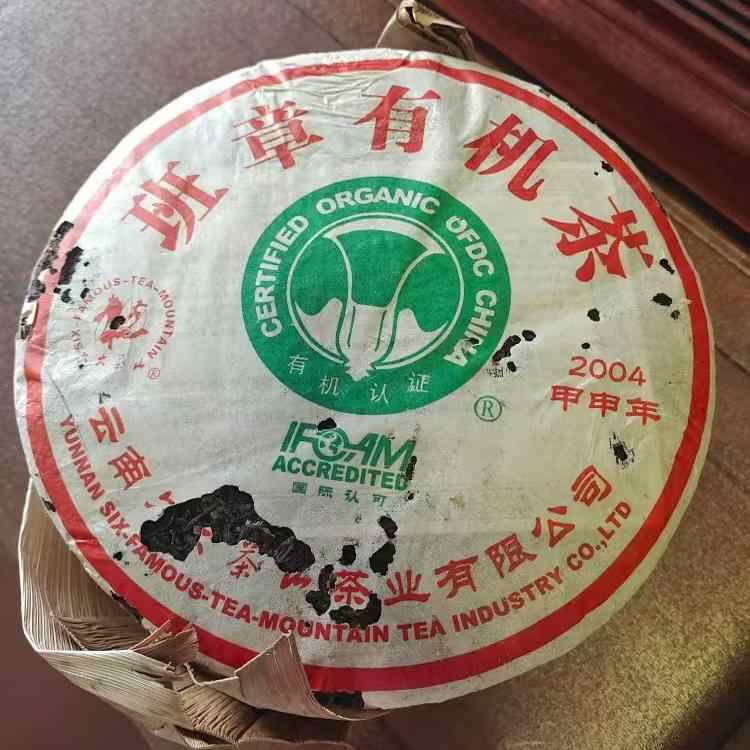 班章有机茶
CERTIFIED ORGANIC OFDC CHINA
有机认证
®
SIX-FAMOUS-TEA-MOUNTAIN
®
2004
甲申年
IFOAM
ACCREDITED
国际认可
云南 茶山茶业有限公司
YUNNAN SIX-FAMOUS-TEA-MOUNTAIN TEA INDUSTRY CO.,LTD